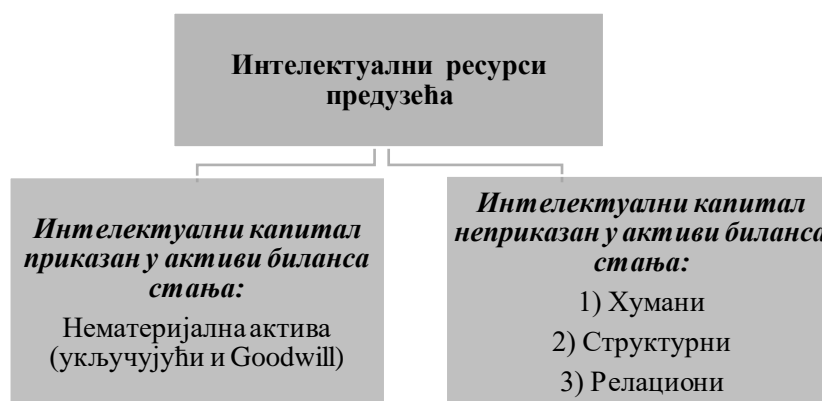 Интелектуални ресурси
предузећа
Интелектуални капитал
приказан у активи биланса
стања:
Нематеријална актива
(укључујући и Goodwill)
Интелектуални капитал
неприказан у активи биланса
стања:
1) Хумани
2) Структурни
3) Релациони